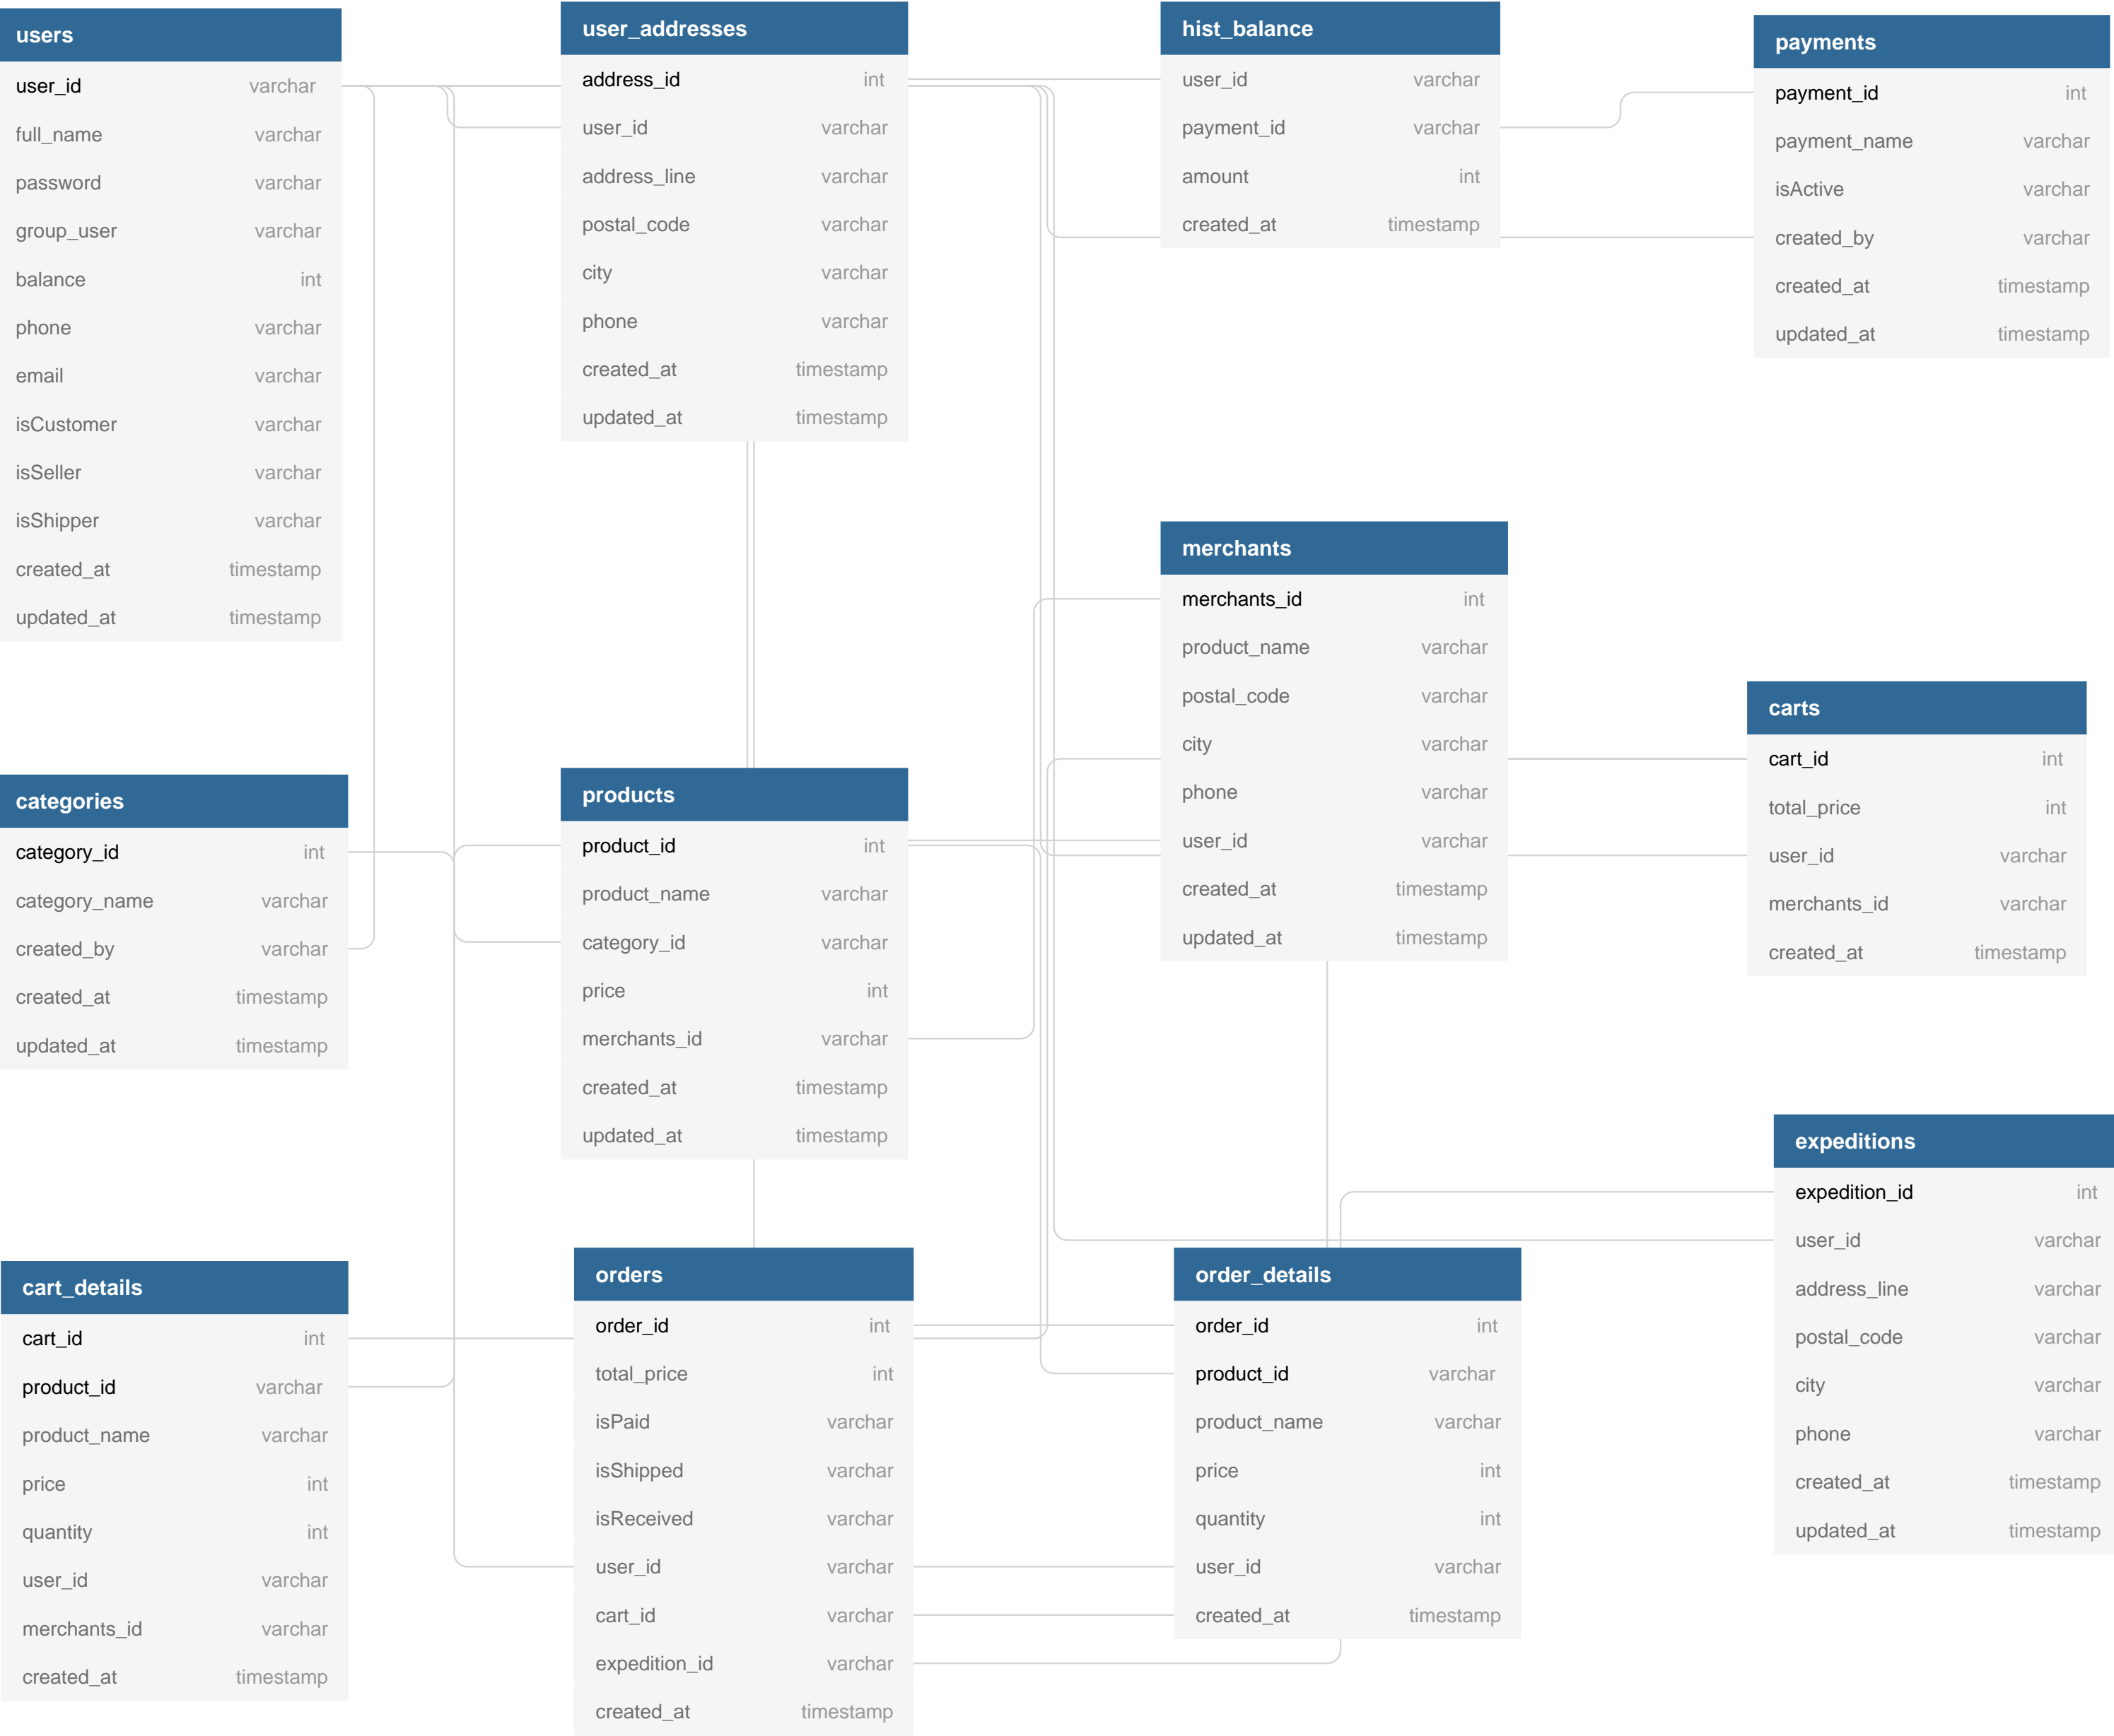 users
user_id varchar
full_name varchar
password varchar
group_user varchar
balance int
phone varchar
email varchar
isCustomer varchar
isSeller varchar
isShipper varchar
created_at timestamp
updated_at timestamp
user_addresses
address_id int
user_id varchar
address_line varchar
postal_code varchar
city varchar
phone varchar
created_at timestamp
updated_at timestamp
hist_balance
user_id varchar
payment_id varchar
amount int
created_at timestamp
payments
payment_id int
payment_name varchar
isActive varchar
created_by varchar
created_at timestamp
updated_at timestamp
merchants
merchants_id int
product_name varchar
postal_code varchar
city varchar
phone varchar
user_id varchar
created_at timestamp
updated_at timestamp
carts
cart_id int
total_price int
user_id varchar
merchants_id varchar
created_at timestamp
categories
category_id int
category_name varchar
created_by varchar
created_at timestamp
updated_at timestamp
products
product_id int
product_name varchar
category_id varchar
price int
merchants_id varchar
created_at timestamp
updated_at timestamp
expeditions
expedition_id int
user_id varchar
address_line varchar
postal_code varchar
city varchar
phone varchar
created_at timestamp
updated_at timestamp
cart_details
cart_id int
product_id varchar
product_name varchar
price int
quantity int
user_id varchar
merchants_id varchar
created_at timestamp
orders
order_id int
total_price int
isPaid varchar
isShipped varchar
isReceived varchar
user_id varchar
cart_id varchar
expedition_id varchar
created_at timestamp
order_details
order_id int
product_id varchar
product_name varchar
price int
quantity int
user_id varchar
created_at timestamp